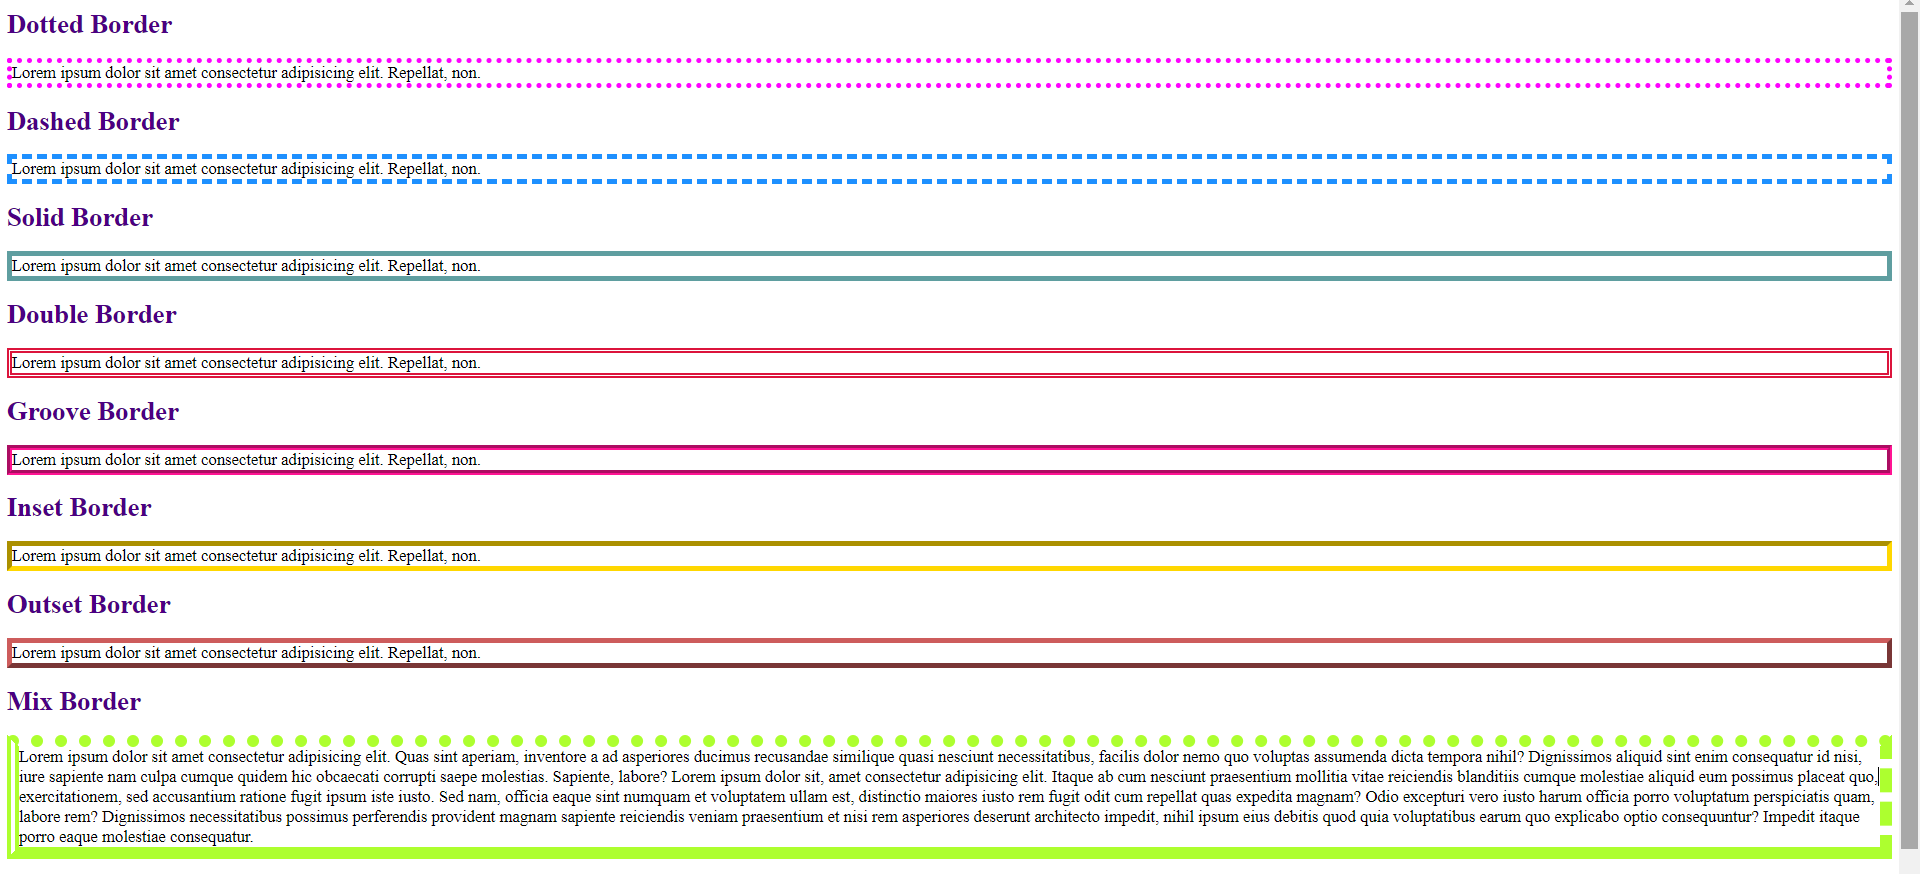 Dotted Border
Lorem ipsum dolor sit amet consectetur adipisicing elit. Repellat, non.
Dashed Border
Lorem ipsum dolor sit amet consectetur adipisicing elit. Repellat, non.
Solid Border
Lorem ipsum dolor sit amet consectetur adipisicing elit. Repellat, non.
Double Border
Lorem ipsum dolor sit amet consectetur adipisicing elit. Repellat, non.
Groove Border
Lorem ipsum dolor sit amet consectetur adipisicing elit. Repellat, non.
Inset Border
Lorem ipsum dolor sit amet consectetur adipisicing elit. Repellat, non.
Outset Border
Lorem ipsum dolor sit amet consectetur adipisicing elit. Repellat, non.
Mix Border
Lorem ipsum dolor sit amet consectetur adipisicing elit. Quas sint aperiam, inventore a ad asperiores ducimus recusandae similique quasi nesciunt necessitatibus, facilis dolor nemo quo voluptas assumenda dicta tempora nihil? Dignissimos aliquid sint enim consequatur id nisi,
iure sapiente nam culpa cumque quidem hic obcaecati corrupti saepe molestias. Sapiente, labore? Lorem ipsum dolor sit, amet consectetur adipisicing elit. Itaque ab cum nesciunt praesentium mollitia vitae reiciendis blanditiis cumque molestiae aliquid eum possimus placeat quo,
exercitationem, sed accusantium ratione fugit ipsum iste iusto. Sed nam, officia eaque sint numquam et voluptatem ullam est, distinctio maiores iusto rem fugit odit cum repellat quas expedita magnam? Odio excepturi vero iusto harum officia porro voluptatum perspiciatis quam,
labore rem? Dignissimos necessitatibus possimus perferendis provident magnam sapiente reiciendis veniam praesentium et nisi rem asperiores deserunt architecto impedit, nihil ipsum eius debitis quod quia voluptatibus earum quo explicabo optio consequuntur? Impedit itaque
porro eaque molestiae consequatur.